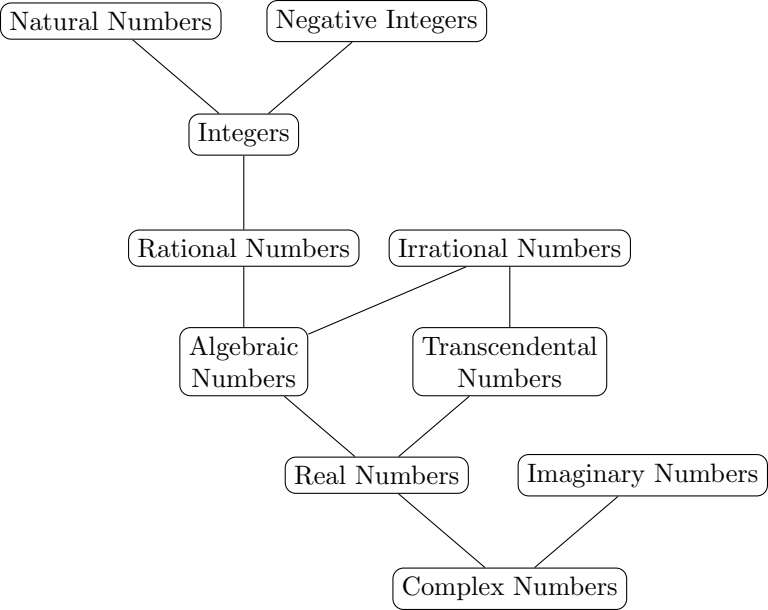 Natural Numbers
Negative Integers
Integers
Rational Numbers
Irrational Numbers
Algebraic
Numbers
Transcendental
Numbers
Real Numbers
Imaginary Numbers
Complex Numbers